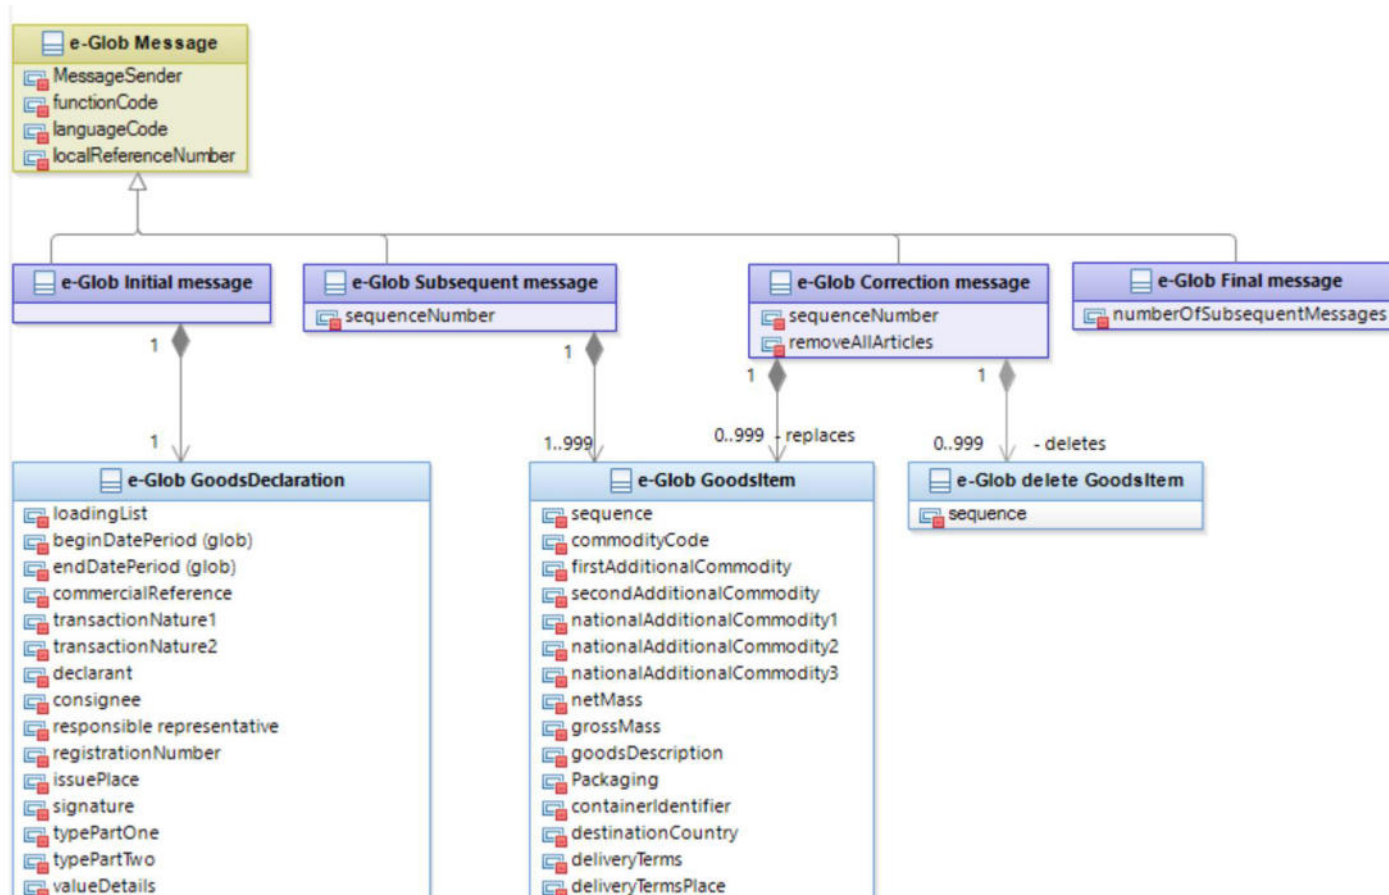 e-Glob Message
MessageSender
functionCode
languageCode
localReferenceNumber
e-Glob Initial message
e-Glob Subsequent message
sequenceNumber
e-Glob Correction message
sequenceNumber
removeAllArticles
e-Glob Final message
numberOfSubsequentMessages
1
1
1
1
1
1..999
0..999 - replaces
0..999 - deletes
e-Glob GoodsDeclaration
loadingList
beginDatePeriod (glob)
endDatePeriod (glob)
commercialReference
transactionNature1
transactionNature2
declarant
consignee
responsible representative
registrationNumber
issuePlace
signature
typePartOne
typePartTwo
valueDetails
e-Glob GoodsItem
sequence
commodityCode
firstAdditionalCommodity
secondAdditionalCommodity
nationalAdditionalCommodity1
nationalAdditionalCommodity2
nationalAdditionalCommodity3
netMass
grossMass
goodsDescription
Packaging
containerIdentifier
destinationCountry
deliveryTerms
deliveryTermsPlace
e-Glob delete GoodsItem
sequence